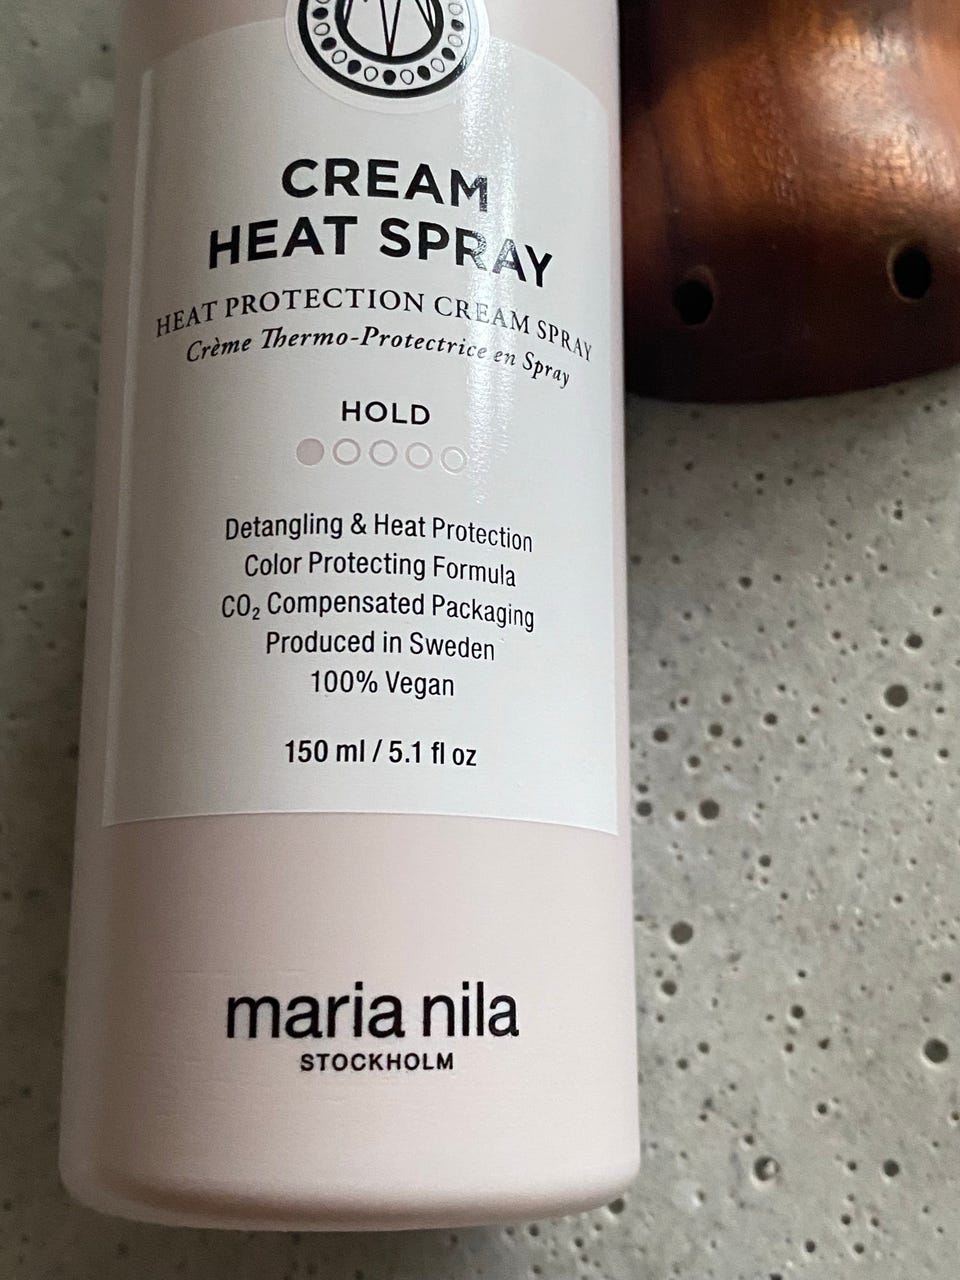 CREAM
HEAT SPRAY
HEAT PROTECTION CREAM SPRAY
Crème Thermo-Protectrice en Spray
HOLD
Detangling & Heat Protection
Color Protecting Formula
CO₂ Compensated Packaging
Produced in Sweden
100% Vegan
150 ml / 5.1 fl oz
maria nila
STOCKHOLM